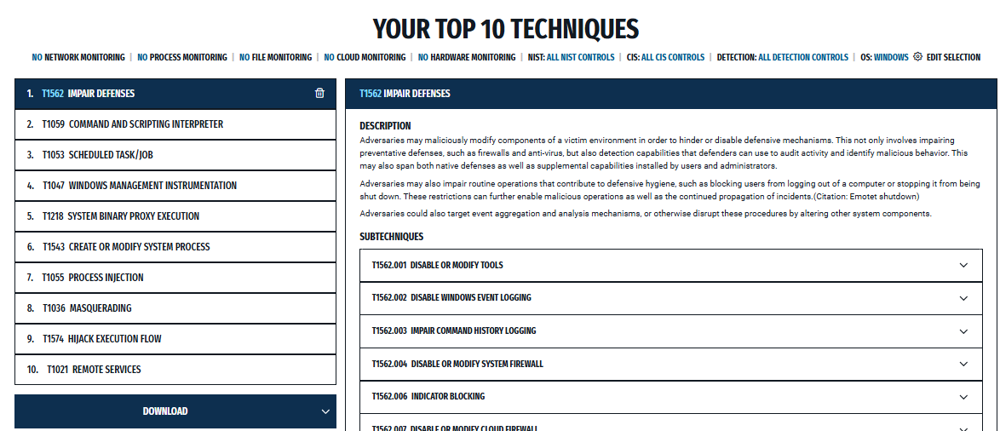 YOUR TOP 10 TECHNIQUES
NO NETWORK MONITORING | NO PROCESS MONITORING | NO FILE MONITORING | NO CLOUD MONITORING | NO HARDWARE MONITORING | NIST: ALL NIST CONTROLS | CIS: ALL CIS CONTROLS | DETECTION: ALL DETECTION CONTROLS | OS: WINDOWS EDIT SELECTION
1. T1562 IMPAIR DEFENSES
2. T1059 COMMAND AND SCRIPTING INTERPRETER
3. T1053 SCHEDULED TASK/JOB
4. T1047 WINDOWS MANAGEMENT INSTRUMENTATION
5. T1218 SYSTEM BINARY PROXY EXECUTION
6. T1543 CREATE OR MODIFY SYSTEM PROCESS
7. T1055 PROCESS INJECTION
8. T1036 MASQUERADING
9. T1574 HIJACK EXECUTION FLOW
10. T1021 REMOTE SERVICES
DOWNLOAD
T1562 IMPAIR DEFENSES
DESCRIPTION
Adversaries may maliciously modify components of a victim environment in order to hinder or disable defensive mechanisms. This not only involves impairing
preventative defenses, such as firewalls and anti-virus, but also detection capabilities that defenders can use to audit activity and identify malicious behavior. This
may also span both native defenses as well as supplemental capabilities installed by users and administrators.
Adversaries may also impair routine operations that contribute to defensive hygiene, such as blocking users from logging out of a computer or stopping it from being
shut down. These restrictions can further enable malicious operations as well as the continued propagation of incidents.(Citation: Emotet shutdown)
Adversaries could also target event aggregation and analysis mechanisms, or otherwise disrupt these procedures by altering other system components.
SUBTECHNIQUES
T1562.001 DISABLE OR MODIFY TOOLS
T1562.002 DISABLE WINDOWS EVENT LOGGING
T1562.003 IMPAIR COMMAND HISTORY LOGGING
T1562.004 DISABLE OR MODIFY SYSTEM FIREWALL
T1562.006 INDICATOR BLOCKING
T1562.007 DISABLE OR MODIFY CLOUD FIREWALL